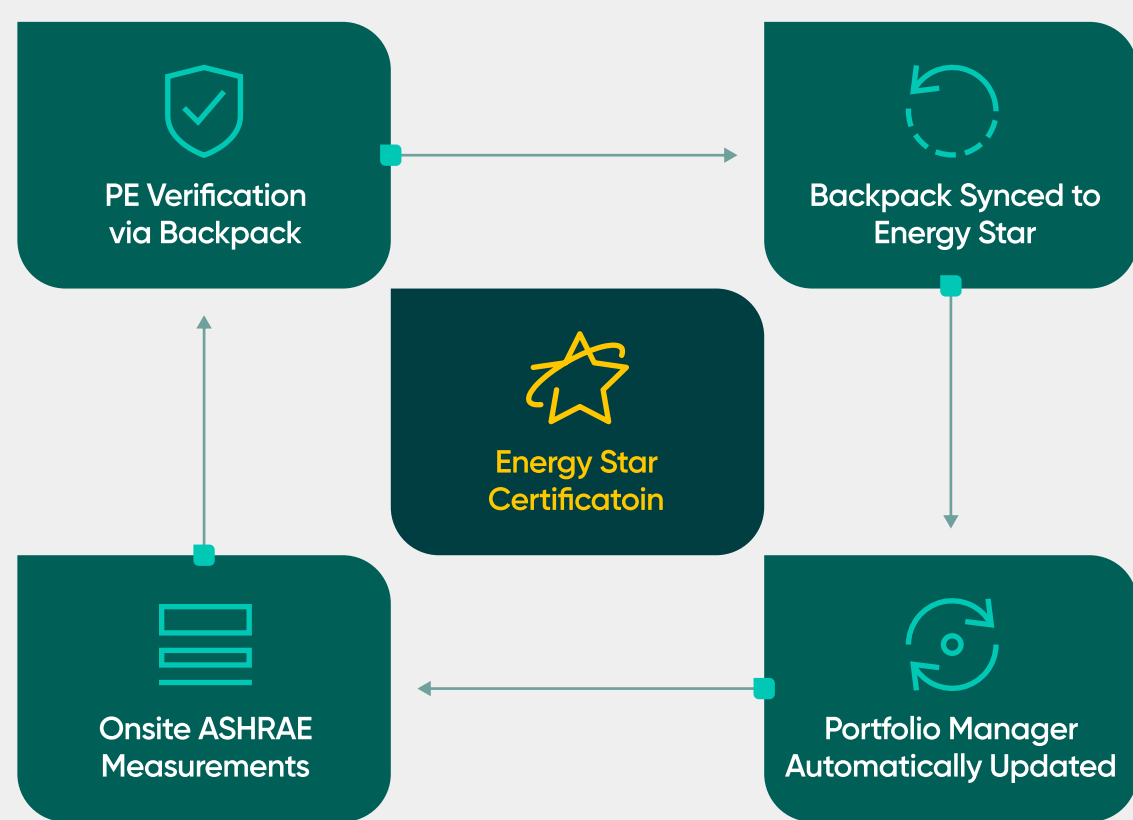 PE Verification
via Backpack
Backpack Synced to
Energy Star
Energy Star
Certificatoin
Onsite ASHRAE
Measurements
Portfolio Manager
Automatically Updated